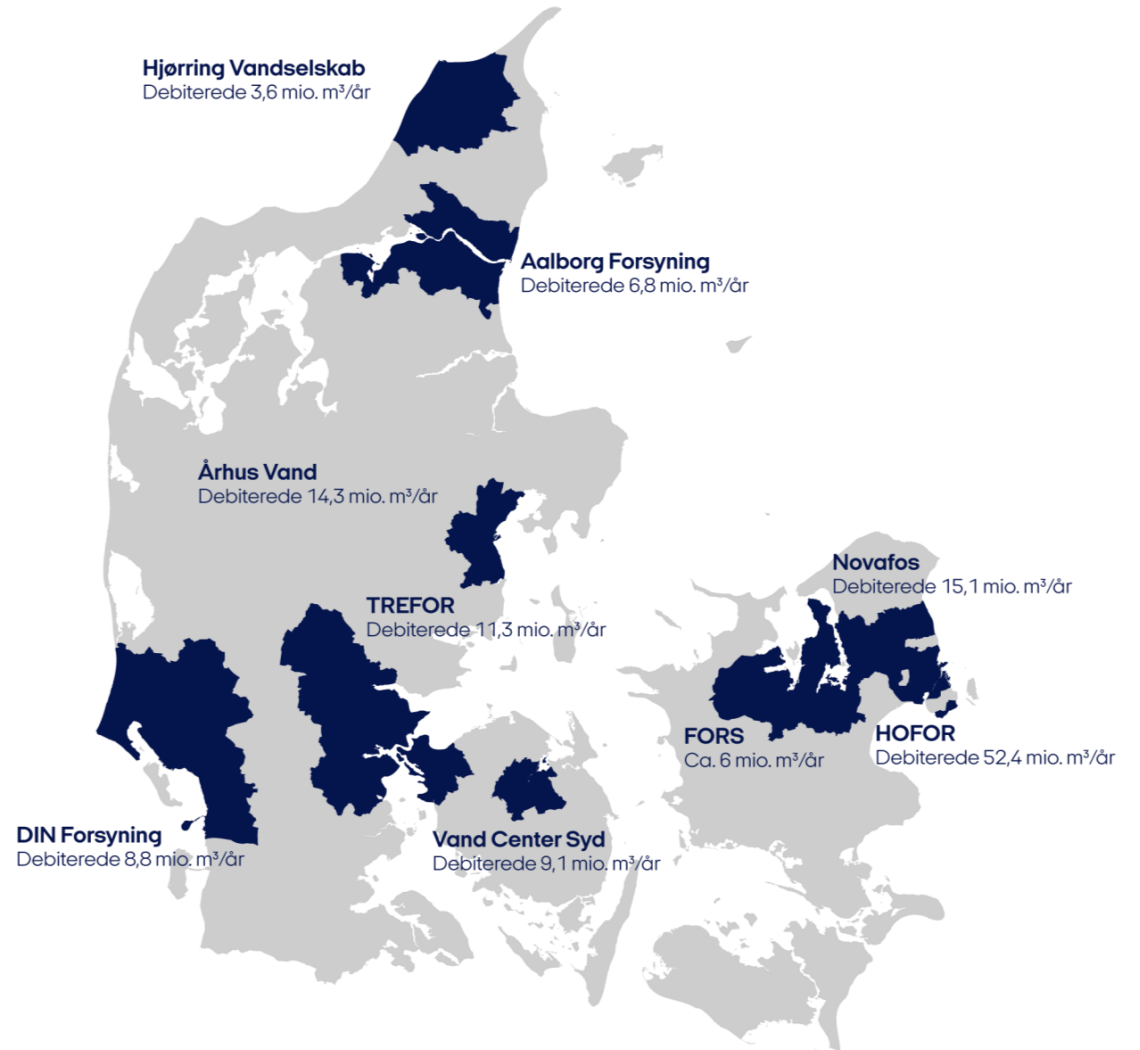 Hjørring Vandselskab
Debiterede 3,6 mio. m³/år
Aalborg Forsyning
Debiterede 6,8 mio. m³/år
Århus Vand
Debiterede 14,3 mio. m³/år
Novafos
Debiterede 15,1 mio. m³/år
TREFOR
Debiterede 11,3 mio. m³/år
FORS
Ca. 6 mio. m³/år
HOFOR
Debiterede 52,4 mio. m³/år
DIN Forsyning
Debiterede 8,8 mio. m³/år
Vand Center Syd
Debiterede 9,1 mio. m³/år